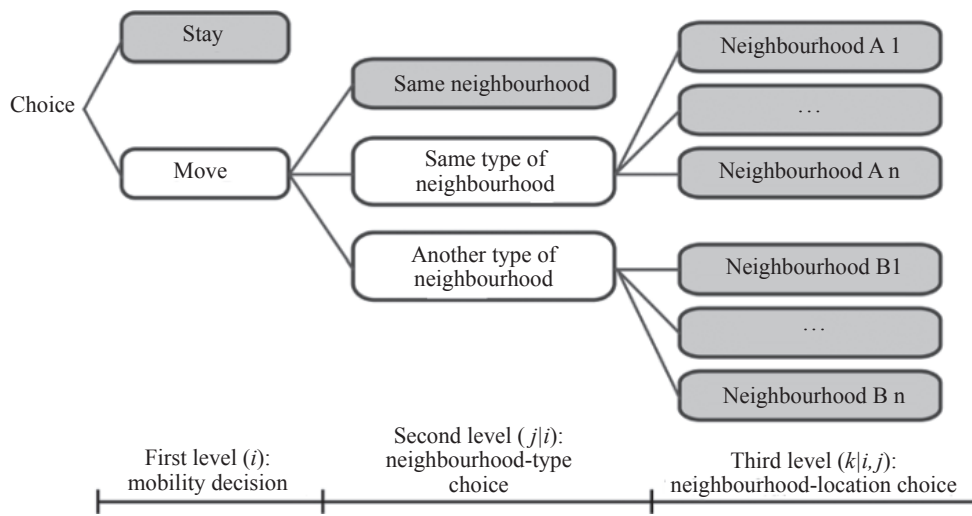 Choice
Stay
Move
Same neighbourhood
Same type of
neighbourhood
Another type of
neighbourhood
Neighbourhood A 1
...
Neighbourhood A n
Neighbourhood B1
...
Neighbourhood B n
First level (i):
mobility decision
Second level (j|i):
neighbourhood-type
choice
Third level (k|i,j):
neighbourhood-location choice